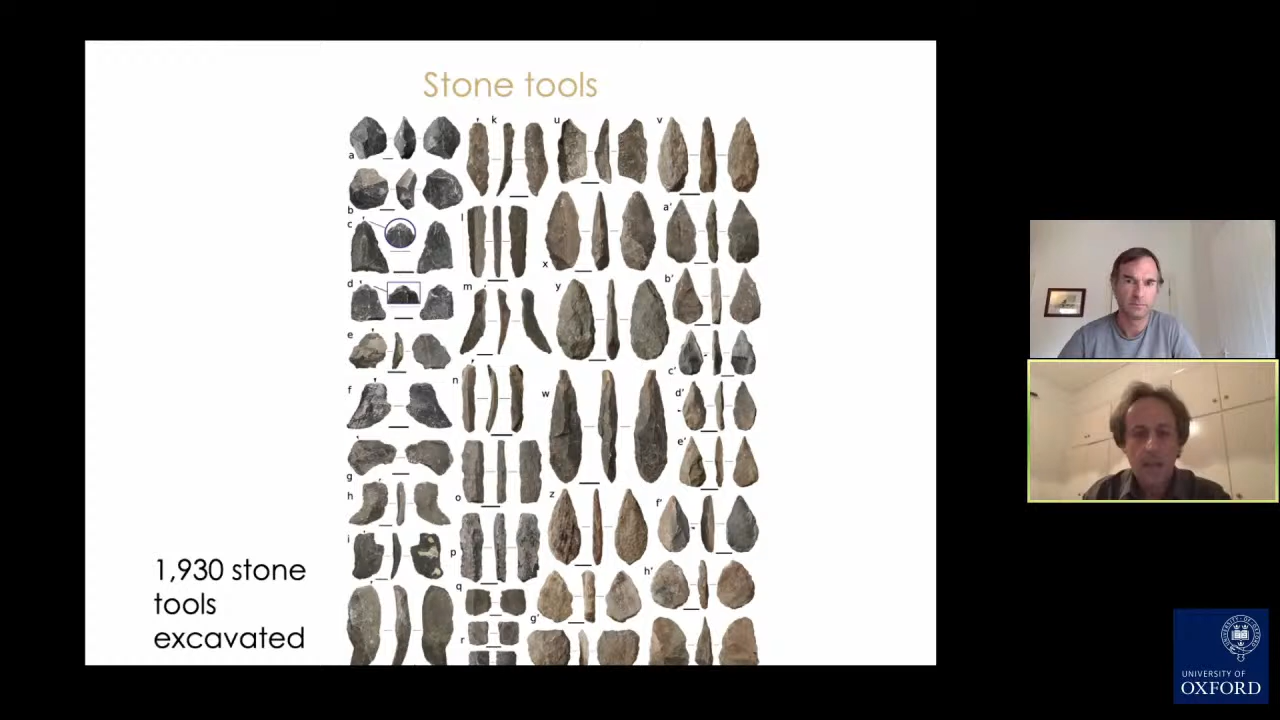 Stone tools
a
b
c
d
e
f
g
h
i
k
l
m
n
o
p
q
r
u
x
y
w
z
g'
v
a'
b'
c'
d'
e'
f'
h'
1,930 stone
tools
excavated
UNIVERSITY OF
OXFORD